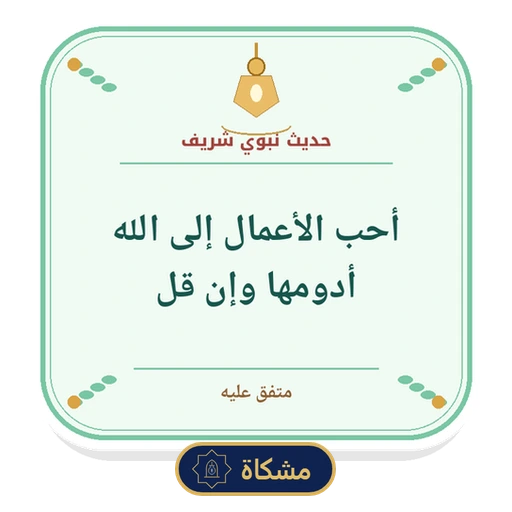 حديث نبوي شريف
أحب الأعمال إلى الله
أدومها وإن قل
متفق عليه
مشكاة